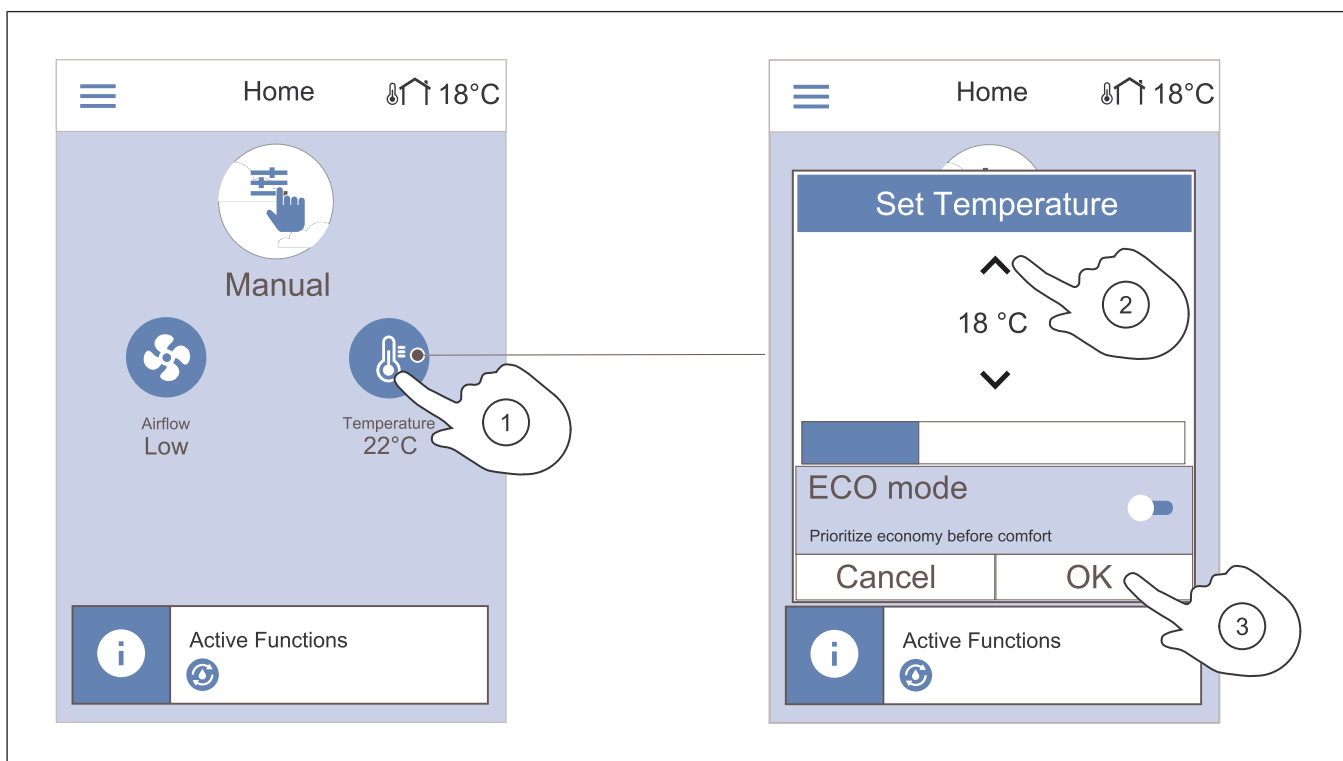 Home
18°C
Manual
Airflow
Low
Temperature
22°C
1
Active Functions
i
Home
18°C
Set Temperature
2
18 °C
ECO mode
Prioritize economy before comfort
Cancel
OK
3
Active Functions
i